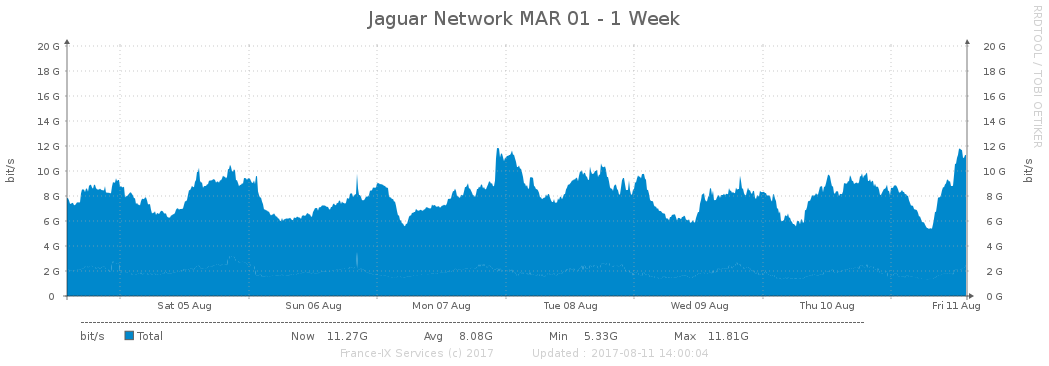 Jaguar Network MAR 01 - 1 Week
RRDTOOL / TOBI OETIKER
bit/s
20 G
18 G
16 G
14 G
12 G
10 G
8 G
6 G
4 G
2 G
0
20 G
18 G
16 G
14 G
12 G
10 G
8 G
6 G
4 G
2 G
0 G
bit/s
Sat 05 Aug Sun 06 Aug Mon 07 Aug Tue 08 Aug Wed 09 Aug Thu 10 Aug Fri 11 Aug
bit/s Total Now 11.27G Avg 8.08G Min 5.33G Max 11.81G
France-IX Services (c) 2017 Updated : 2017-08-11 14:00:04